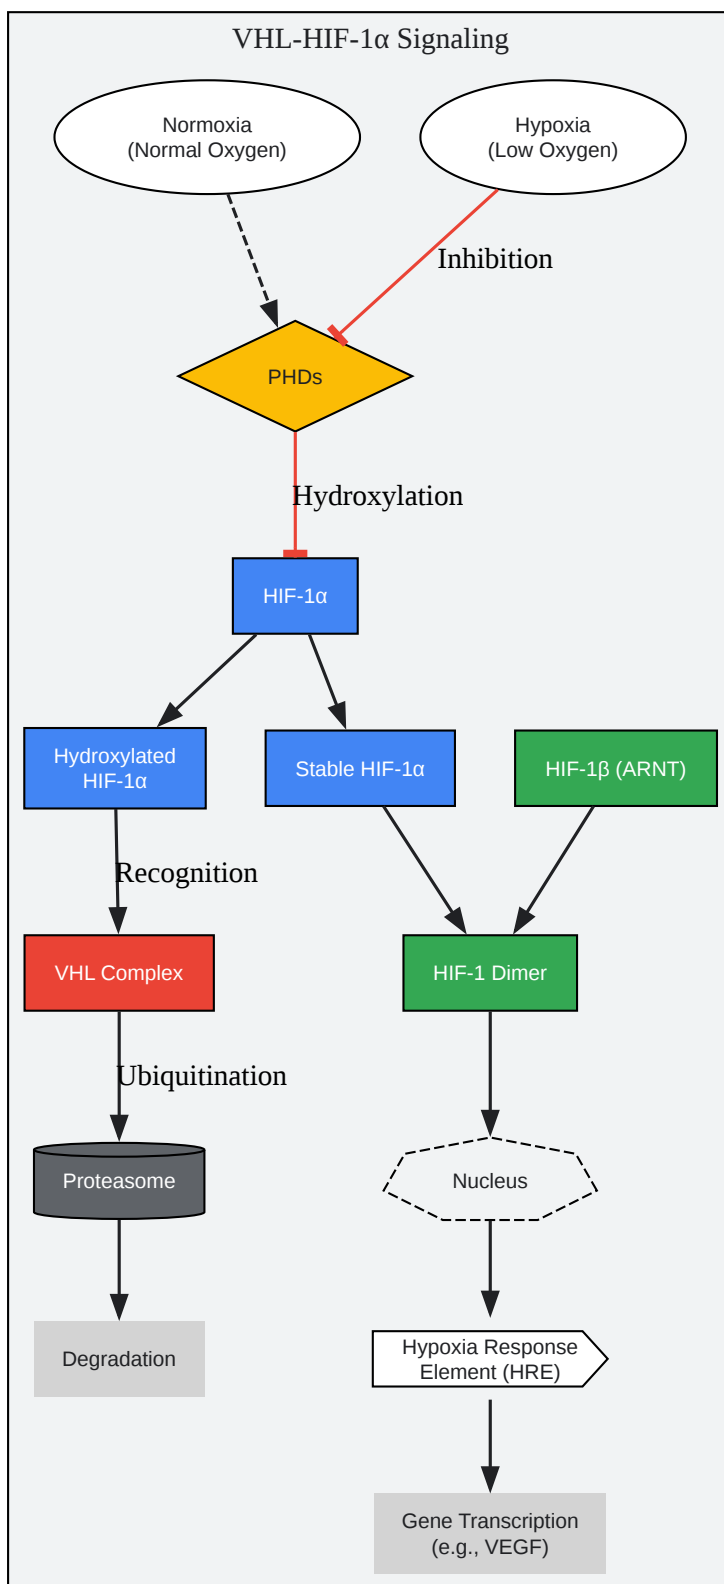 VHL-HIF-1α Signaling
Normoxia
(Normal Oxygen)
Hypoxia
(Low Oxygen)
Inhibition
PHDs
Hydroxylation
HIF-1α
Hydroxylated
HIF-1α
Stable HIF-1α
HIF-1β (ARNT)
Recognition
VHL Complex
HIF-1 Dimer
Ubiquitination
Proteasome
Nucleus
Degradation
Hypoxia Response
Element (HRE)
Gene Transcription
(e.g., VEGF)